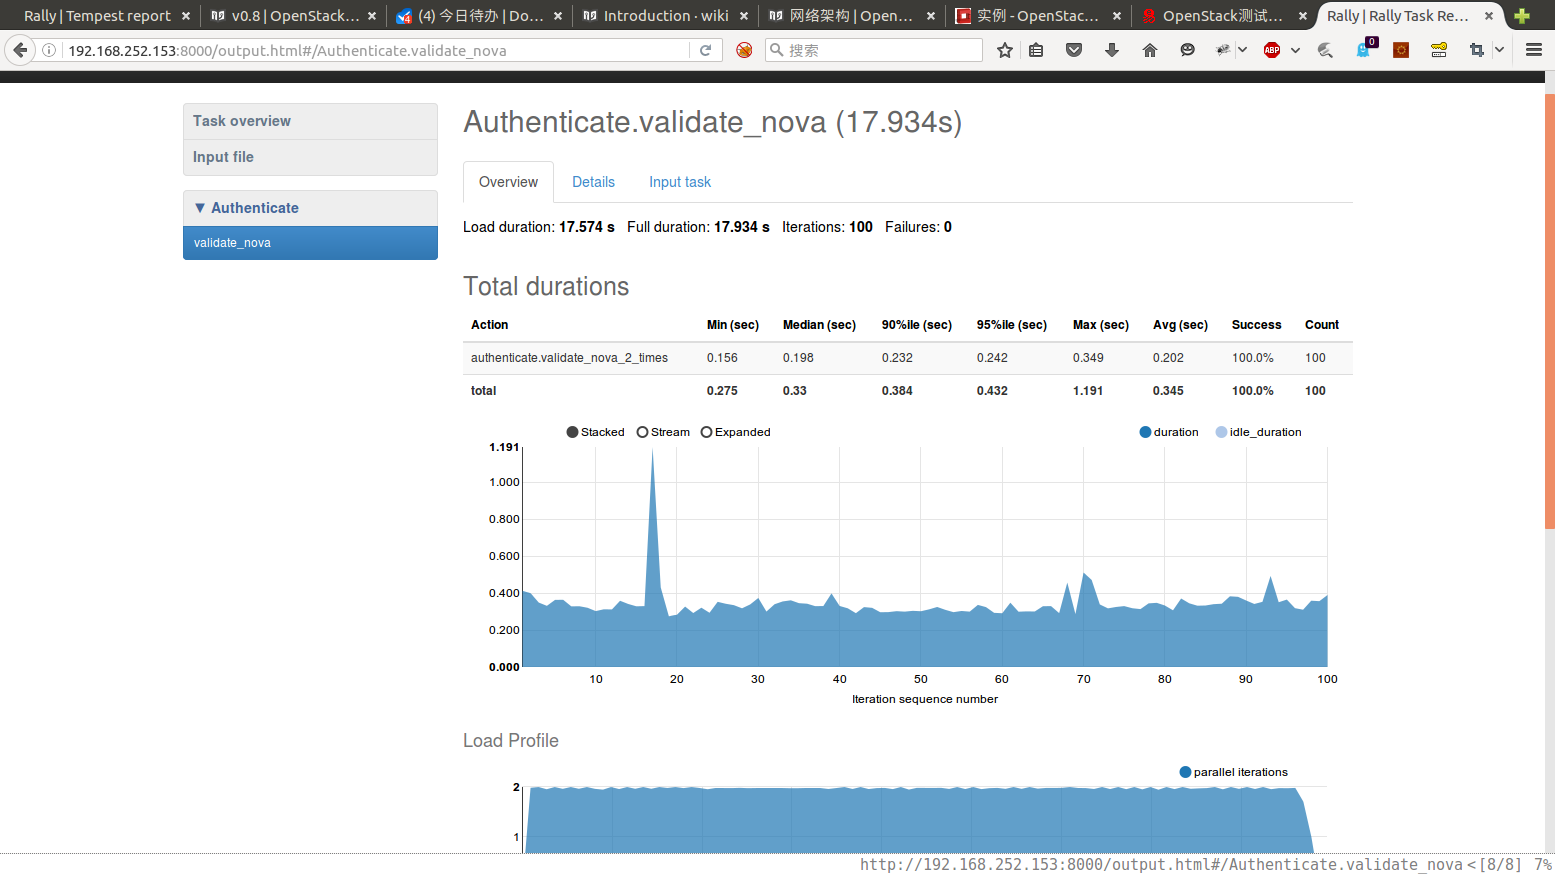 Rally | Tempest report
v0.8 | OpenStack...
(4) 今日待办 | Do...
Introduction · wiki
网络架构 | Open...
实例 - OpenStac...
OpenStack测试...
Rally | Rally Task Re...
192.168.252.153:8000/output.html#/Authenticate.validate_nova
搜索
ABP
0
Task overview
Input file
▼ Authenticate
validate_nova
Authenticate.validate_nova (17.934s)
Overview Details Input task
Load duration: 17.574 s Full duration: 17.934 s Iterations: 100 Failures: 0
Total durations
Action Min (sec) Median (sec) 90%ile (sec) 95%ile (sec) Max (sec) Avg (sec) Success Count
authenticate.validate_nova_2_times 0.156 0.198 0.232 0.242 0.349 0.202 100.0% 100
total 0.275 0.33 0.384 0.432 1.191 0.345 100.0% 100
Stacked Stream Expanded duration idle_duration
1.191
1.000
0.800
0.600
0.400
0.200
0.000
10 20 30 40 50 60 70 80 90 100
Iteration sequence number
Load Profile
parallel iterations
2
1
http://192.168.252.153:8000/output.html#/Authenticate.validate_nova <[8/8] 7%